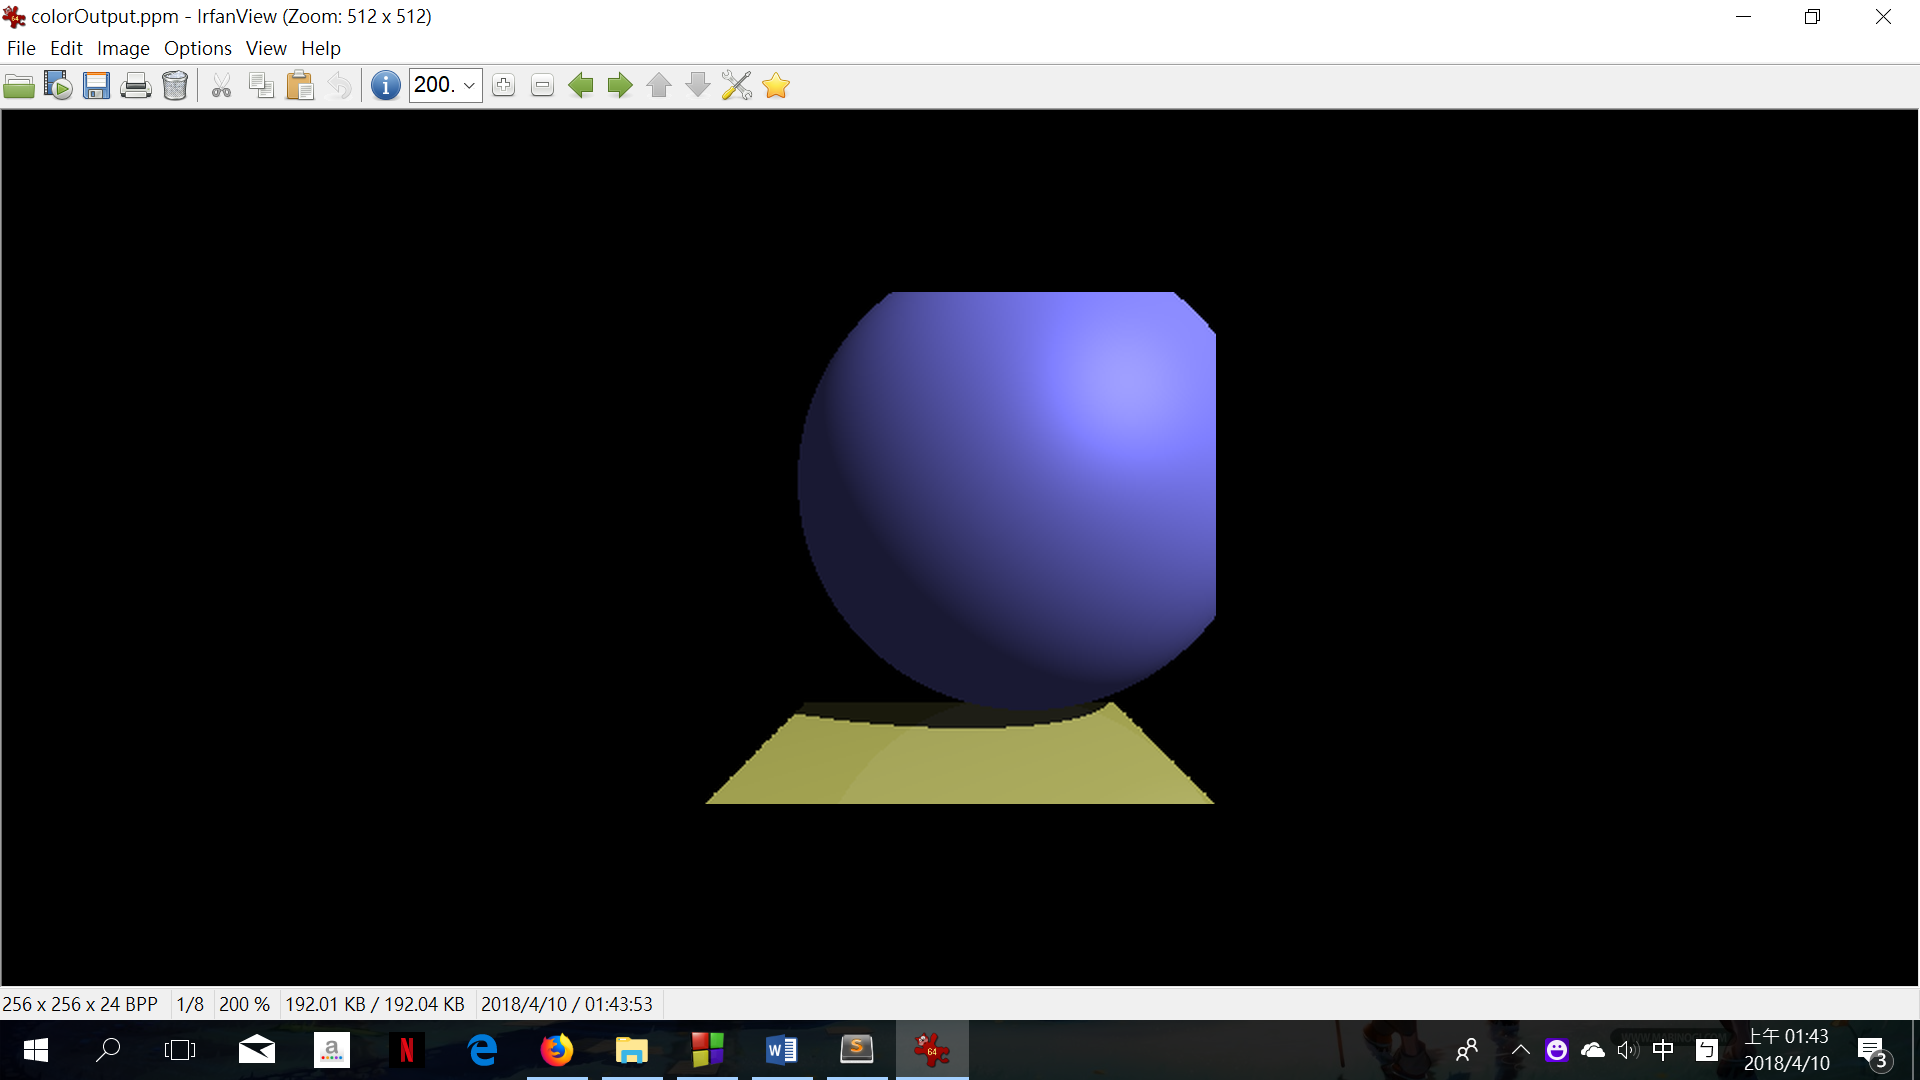 colorOutput.ppm - IrfanView (Zoom: 512 x 512)
File Edit Image Options View Help
200.
256 x 256 x 24 BPP 1/8 200 % 192.01 KB / 192.04 KB 2018/4/10 / 01:43:53
a N W S 64 中 ㄅ 上午 01:43
2018/4/10 3